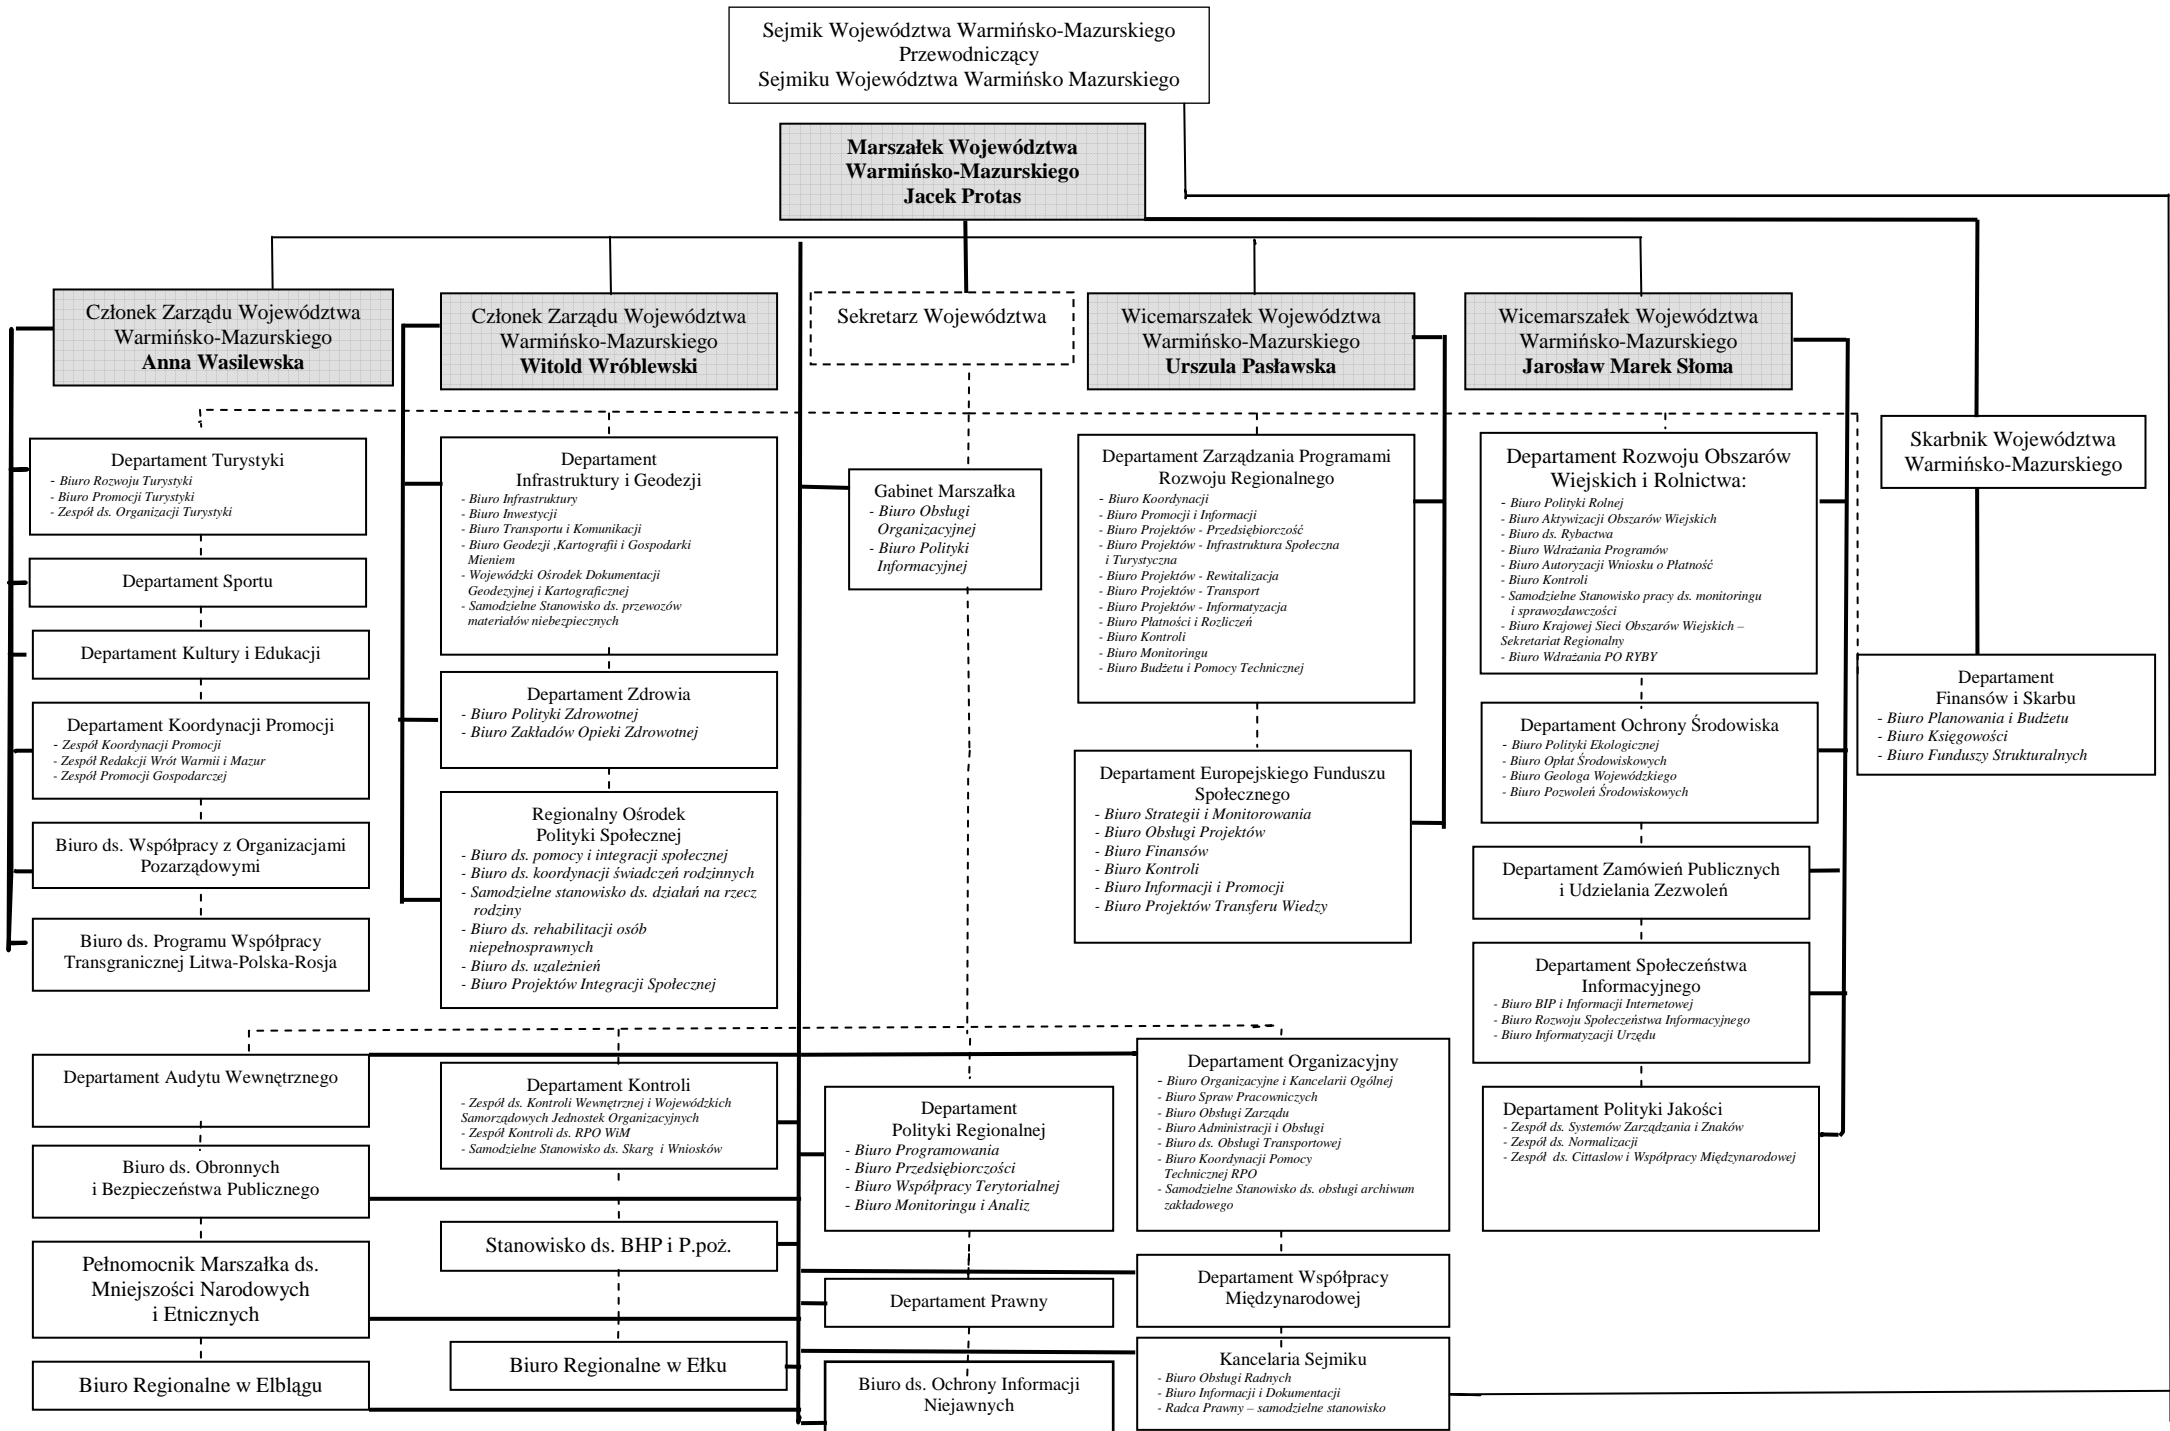 Sejmik Województwa Warmińsko-Mazurskiego
Przewodniczący
Sejmiku Województwa Warmińsko Mazurskiego
Marszałek Województwa
Warmińsko-Mazurskiego
Jacek Protas
Członek Zarządu Województwa
Warmińsko-Mazurskiego
Anna Wasilewska
Członek Zarządu Województwa
Warmińsko-Mazurskiego
Witold Wróblewski
Sekretarz Województwa
Wicemarszałek Województwa
Warmińsko-Mazurskiego
Urszula Pasławska
Wicemarszałek Województwa
Warmińsko-Mazurskiego
Jarosław Marek Słoma
Skarbnik Województwa
Warmińsko-Mazurskiego
Departament Turystyki
- Biuro Rozwoju Turystyki
- Biuro Promocji Turystyki
- Zespół ds. Organizacji Turystyki
Departament Sportu
Departament Kultury i Edukacji
Departament Koordynacji Promocji
- Zespół Koordynacji Promocji
- Zespół Redakcji Wrót Warmii i Mazur
- Zespół Promocji Gospodarczej
Biuro ds. Współpracy z Organizacjami
Pozarządowymi
Biuro ds. Programu Współpracy
Transgranicznej Litwa-Polska-Rosja
Departament
Infrastruktury i Geodezji
- Biuro Infrastruktury
- Biuro Inwestycji
- Biuro Transportu i Komunikacji
- Biuro Geodezji ,Kartografii i Gospodarki
Mieniem
- Wojewódzki Ośrodek Dokumentacji
Geodezyjnej i Kartograficznej
- Samodzielne Stanowisko ds. przewozów
materiałów niebezpiecznych
Departament Zdrowia
- Biuro Polityki Zdrowotnej
- Biuro Zakładów Opieki Zdrowotnej
Regionalny Ośrodek
Polityki Społecznej
- Biuro ds. pomocy i integracji społecznej
- Biuro ds. koordynacji świadczeń rodzinnych
- Samodzielne stanowisko ds. działań na rzecz
rodziny
- Biuro ds. rehabilitacji osób
niepełnosprawnych
- Biuro ds. uzależnień
- Biuro Projektów Integracji Społecznej
Gabinet Marszałka
- Biuro Obsługi
Organizacyjnej
- Biuro Polityki
Informacyjnej
Departament Zarządzania Programami
Rozwoju Regionalnego
- Biuro Koordynacji
- Biuro Promocji i Informacji
- Biuro Projektów - Przedsiębiorczość
- Biuro Projektów - Infrastruktura Społeczna
i Turystyczna
- Biuro Projektów - Rewitalizacja
- Biuro Projektów - Transport
- Biuro Projektów - Informatyzacja
- Biuro Płatności i Rozliczeń
- Biuro Kontroli
- Biuro Monitoringu
- Biuro Budżetu i Pomocy Technicznej
Departament Europejskiego Funduszu
Społecznego
- Biuro Strategii i Monitorowania
- Biuro Obsługi Projektów
- Biuro Finansów
- Biuro Kontroli
- Biuro Informacji i Promocji
- Biuro Projektów Transferu Wiedzy
Departament Rozwoju Obszarów
Wiejskich i Rolnictwa:
- Biuro Polityki Rolnej
- Biuro Aktywizacji Obszarów Wiejskich
- Biuro ds. Rybactwa
- Biuro Wdrażania Programów
- Biuro Autoryzacji Wniosku o Płatność
- Biuro Kontroli
- Samodzielne Stanowisko pracy ds. monitoringu
i sprawozdawczości
- Biuro Krajowej Sieci Obszarów Wiejskich –
Sekretariat Regionalny
- Biuro Wdrażania PO RYBY
Departament Ochrony Środowiska
- Biuro Polityki Ekologicznej
- Biuro Opłat Środowiskowych
- Biuro Geologa Wojewódzkiego
- Biuro Pozwoleń Środowiskowych
Departament Zamówień Publicznych
i Udzielania Zezwoleń
Departament Społeczeństwa
Informacyjnego
- Biuro BIP i Informacji Internetowej
- Biuro Rozwoju Społeczeństwa Informacyjnego
- Biuro Informatyzacji Urzędu
Departament Polityki Jakości
- Zespół ds. Systemów Zarządzania i Znaków
- Zespół ds. Normalizacji
- Zespół ds. Cittaslow i Współpracy Międzynarodowej
Departament
Finansów i Skarbu
- Biuro Planowania i Budżetu
- Biuro Księgowości
- Biuro Funduszy Strukturalnych
Departament Audytu Wewnętrznego
Biuro ds. Obronnych
i Bezpieczeństwa Publicznego
Pełnomocnik Marszałka ds.
Mniejszości Narodowych
i Etnicznych
Biuro Regionalne w Elblągu
Departament Kontroli
- Zespół ds. Kontroli Wewnętrznej i Wojewódzkich
Samorządowych Jednostek Organizacyjnych
- Zespół Kontroli ds. RPO WiM
- Samodzielne Stanowisko ds. Skarg i Wniosków
Stanowisko ds. BHP i P.poż.
Biuro Regionalne w Ełku
Departament
Polityki Regionalnej
- Biuro Programowania
- Biuro Przedsiębiorczości
- Biuro Współpracy Terytorialnej
- Biuro Monitoringu i Analiz
Departament Prawny
Biuro ds. Ochrony Informacji
Niejawnych
Departament Organizacyjny
- Biuro Organizacyjne i Kancelarii Ogólnej
- Biuro Spraw Pracowniczych
- Biuro Obsługi Zarządu
- Biuro Administracji i Obsługi
- Biuro ds. Obsługi Transportowej
- Biuro Koordynacji Pomocy
Technicznej RPO
- Samodzielne Stanowisko ds. obsługi archiwum
zakładowego
Departament Współpracy
Międzynarodowej
Kancelaria Sejmiku
- Biuro Obsługi Radnych
- Biuro Informacji i Dokumentacji
- Radca Prawny – samodzielne stanowisko